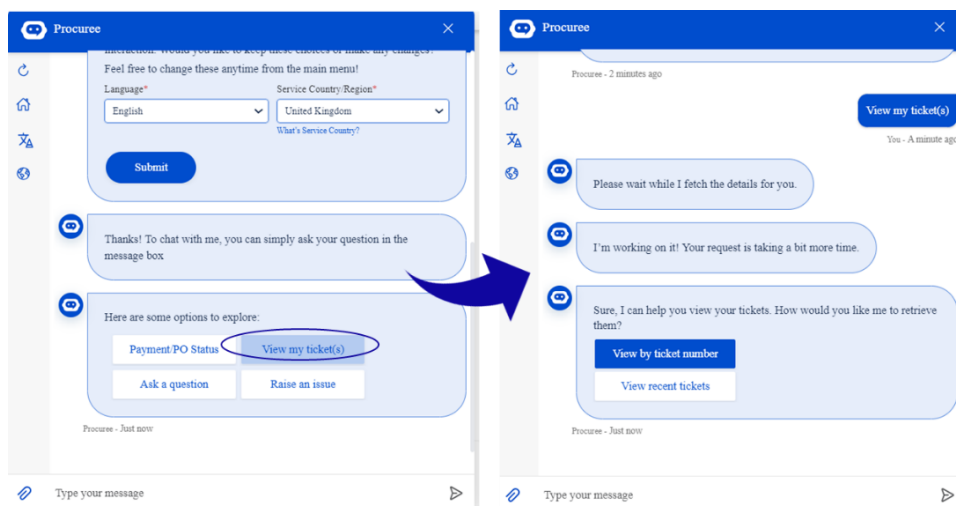 Procuree
interaction. Would you like to keep these choices or make any changes?
Feel free to change these anytime from the main menu!
Language*
Service Country/Region*
English
United Kingdom
What's Service Country?
Submit
Thanks! To chat with me, you can simply ask your question in the
message box
Here are some options to explore:
Payment/PO Status
View my ticket(s)
Ask a question
Raise an issue
Procuree - Just now
Type your message
Procuree
Procuree - 2 minutes ago
View my ticket(s)
You - A minute ago
Please wait while I fetch the details for you.
I'm working on it! Your request is taking a bit more time.
Sure, I can help you view your tickets. How would you like me to retrieve
them?
View by ticket number
View recent tickets
Procuree - Just now
Type your message